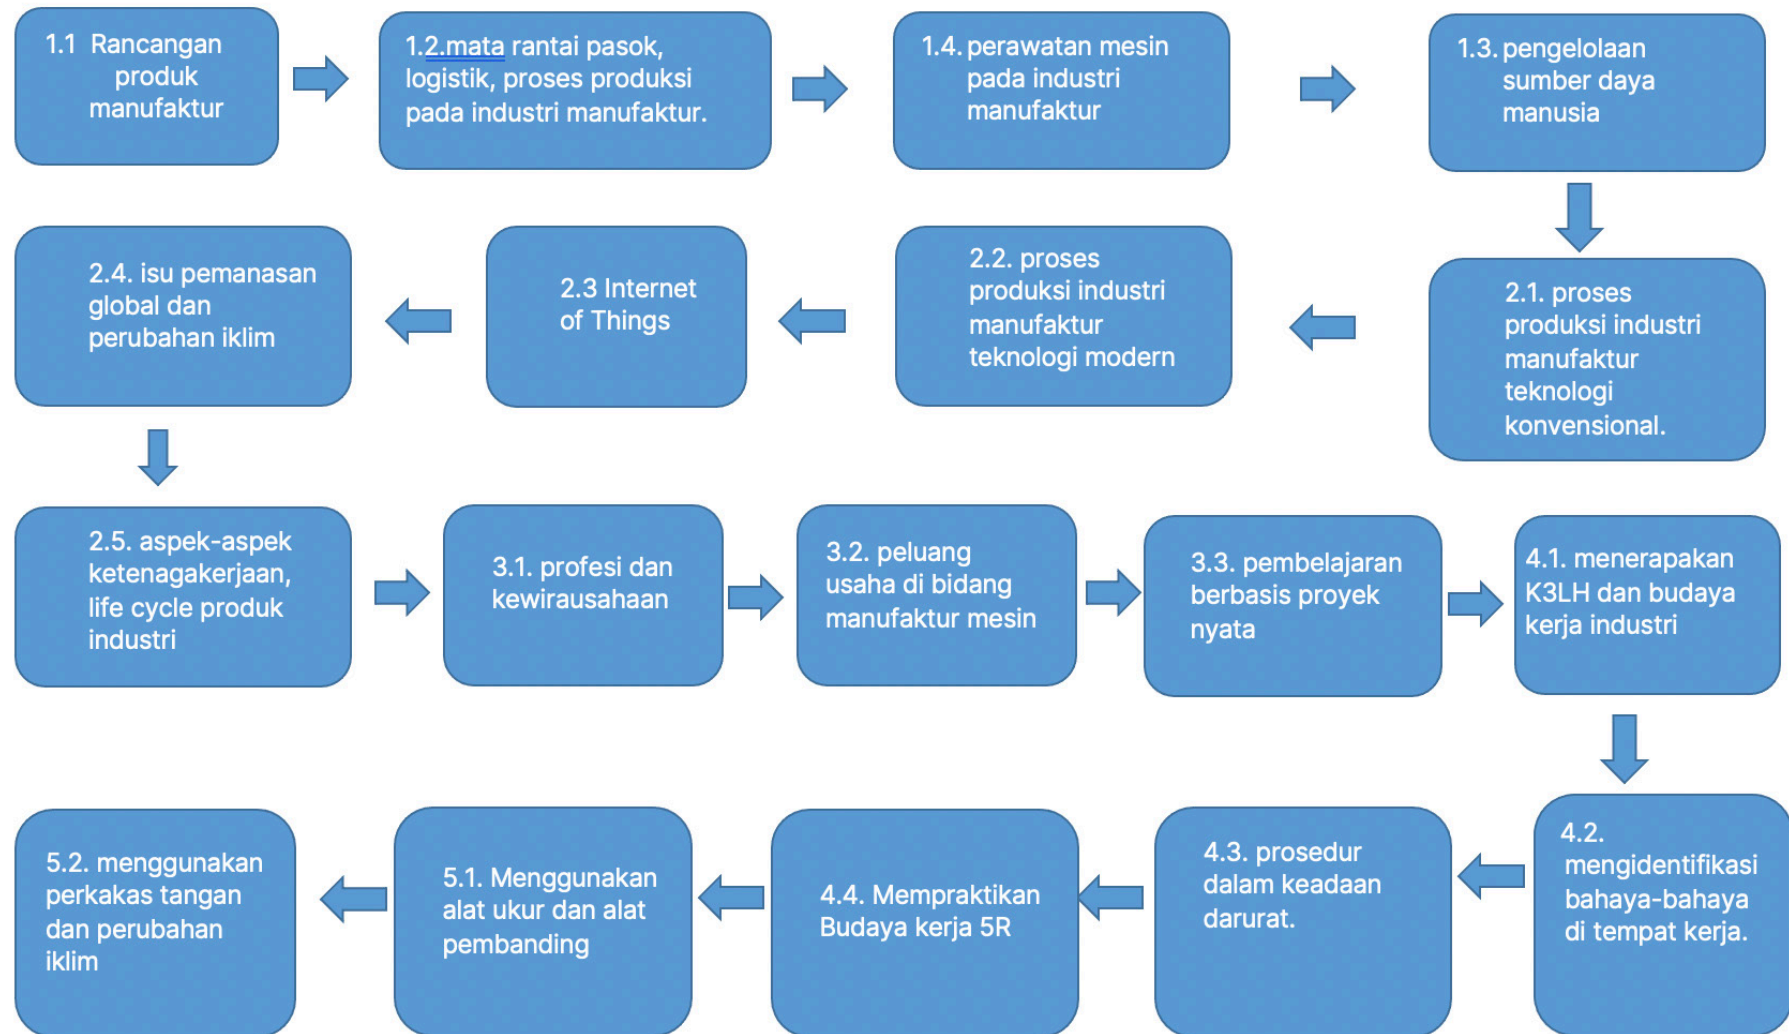 1.1 Rancangan
produk
manufaktur
1.2.mata rantai pasok,
logistik, proses produksi
pada industri manufaktur.
1.4. perawatan mesin
pada industri
manufaktur
1.3. pengelolaan
sumber daya
manusia
2.1. proses
produksi industri
manufaktur
teknologi
konvensional.
2.2. proses
produksi industri
manufaktur
teknologi modern
2.3 Internet
of Things
2.4. isu pemanasan
global dan
perubahan iklim
2.5. aspek-aspek
ketenagakerjaan,
life cycle produk
industri
3.1. profesi dan
kewirausahaan
3.2. peluang
usaha di bidang
manufaktur mesin
3.3. pembelajaran
berbasis proyek
nyata
4.1. menerapakan
K3LH dan budaya
kerja industri
4.2.
mengidentifikasi
bahaya-bahaya
di tempat kerja.
4.3. prosedur
dalam keadaan
darurat.
4.4. Mempraktikan
Budaya kerja 5R
5.1. Menggunakan
alat ukur dan alat
pembanding
5.2. menggunakan
perkakas tangan
dan perubahan
iklim